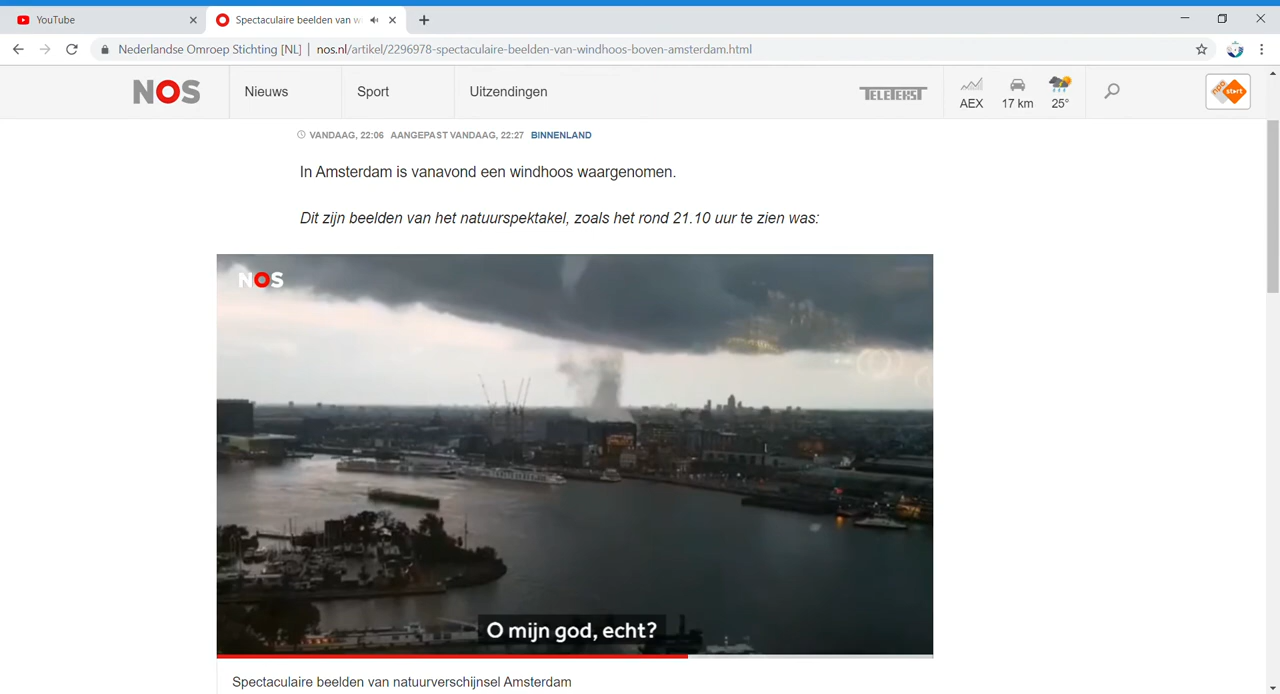 YouTube
Spectaculaire beelden van w
Nederlandse Omroep Stichting [NL] | nos.nl/artikel/2296978-spectaculaire-beelden-van-windhoos-boven-amsterdam.html
NOS Nieuws Sport Uitzendingen TELETEKST AEX 17 km 25° npo start
VANDAAG, 22:06 AANGEPAST VANDAAG, 22:27 BINNENLAND
In Amsterdam is vanavond een windhoos waargenomen.
Dit zijn beelden van het natuurspektakel, zoals het rond 21.10 uur te zien was:
NOS
O mijn god, echt?
Spectaculaire beelden van natuurverschijnsel Amsterdam